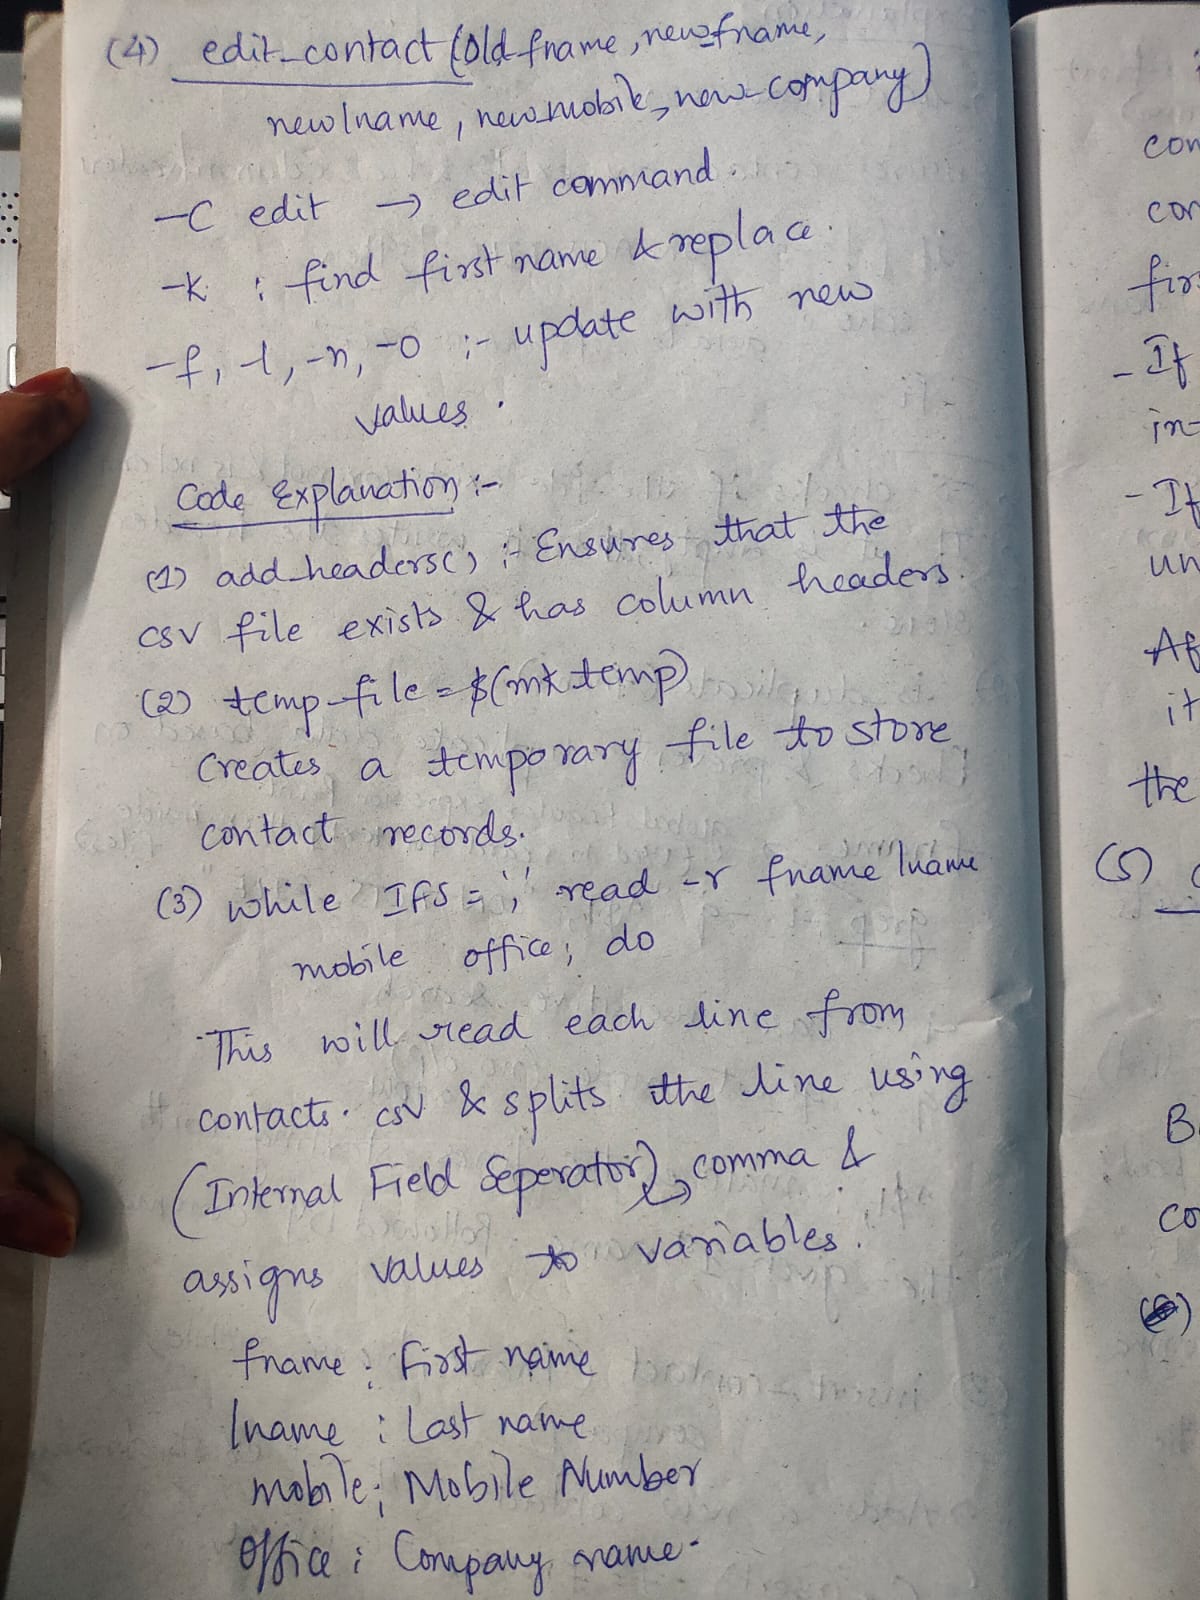 (4) edit_contact (old_fname, new_fname,
newlname, new_mobile, new_company)
-C edit → edit command.
-k : find first name & replace.
-f, -l, -n, -o :- update with new
values.
Code Explanation :-
(1) add_headers() :- Ensures that the
csv file exists & has column headers.
(2) temp_file = $(mktemp)
Creates a temporary file to store
contact records.
(3) while IFS = ',' read -r fname lname
mobile office; do
This will read each line from
contacts.csv & splits the line using
(Internal Field Seperator) ↳ comma &
assigns values to variables.
fname : First name
lname : Last name
mobile : Mobile Number
office : Company name.
con
cor
firs
- If
in-
- If
un
Af
it
the
(5)
B
co
(6)